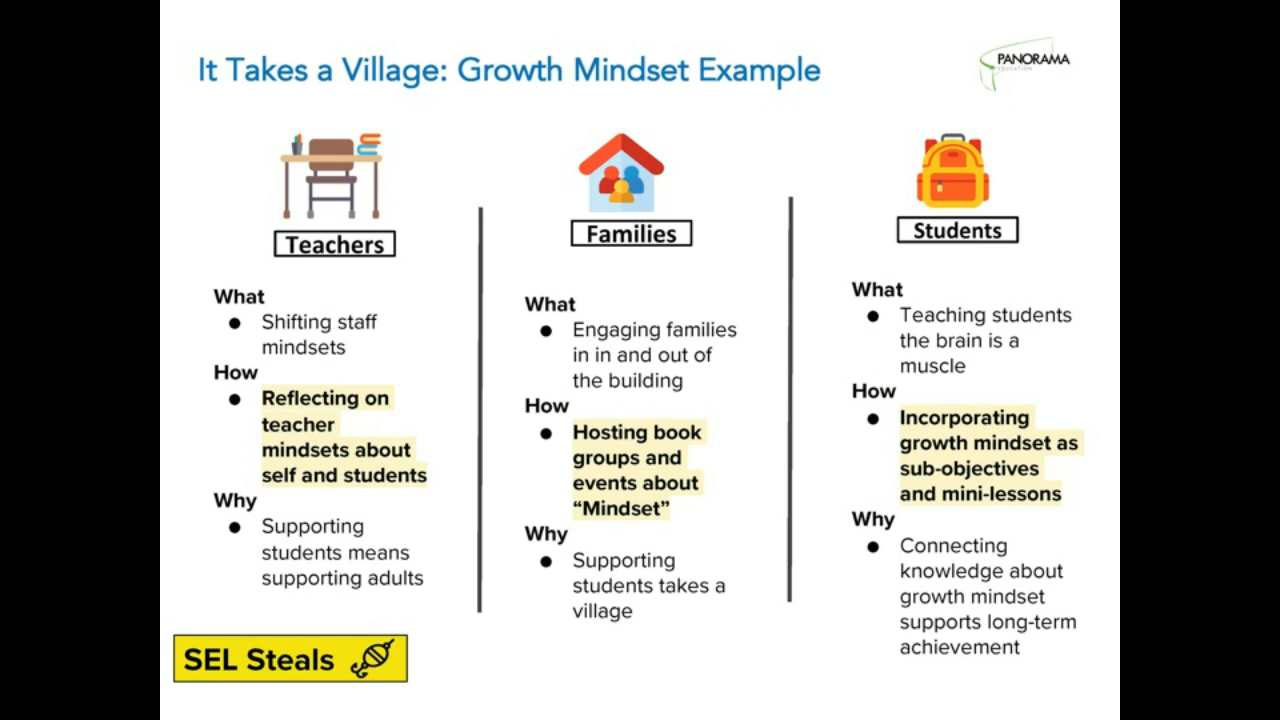 It Takes a Village: Growth Mindset Example
PANORAMA
EDUCATION
Teachers
What
● Shifting staff
mindsets
How
● Reflecting on
teacher
mindsets about
self and students
Why
● Supporting
students means
supporting adults
Families
What
● Engaging families
in in and out of
the building
How
● Hosting book
groups and
events about
“Mindset”
Why
● Supporting
students takes a
village
Students
What
● Teaching students
the brain is a
muscle
How
● Incorporating
growth mindset as
sub-objectives
and mini-lessons
Why
● Connecting
knowledge about
growth mindset
supports long-term
achievement
SEL Steals